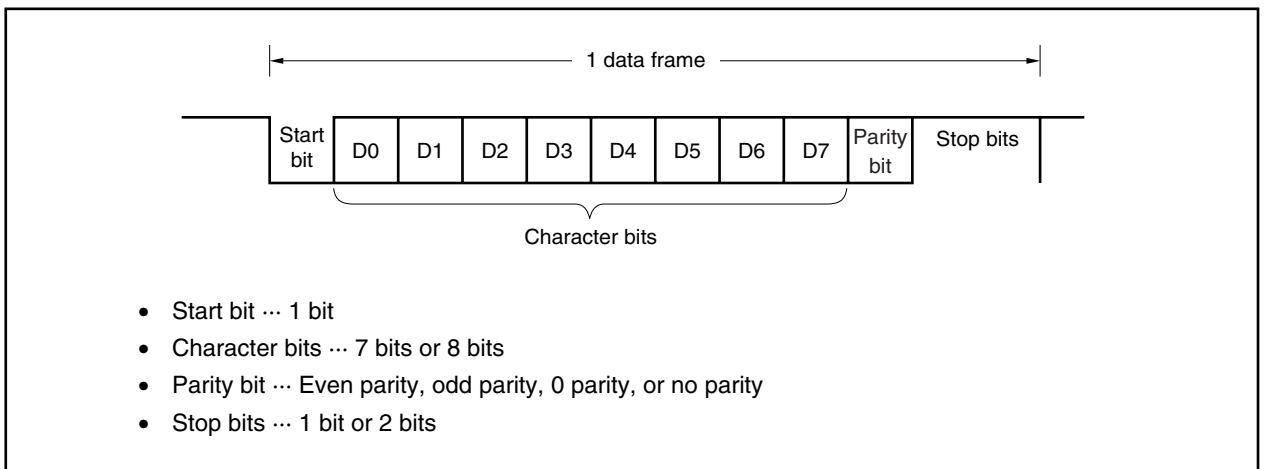 1 data frame
Start bit D0 D1 D2 D3 D4 D5 D6 D7 Parity bit Stop bits
Character bits
• Start bit ··· 1 bit
• Character bits ··· 7 bits or 8 bits
• Parity bit ··· Even parity, odd parity, 0 parity, or no parity
• Stop bits ··· 1 bit or 2 bits